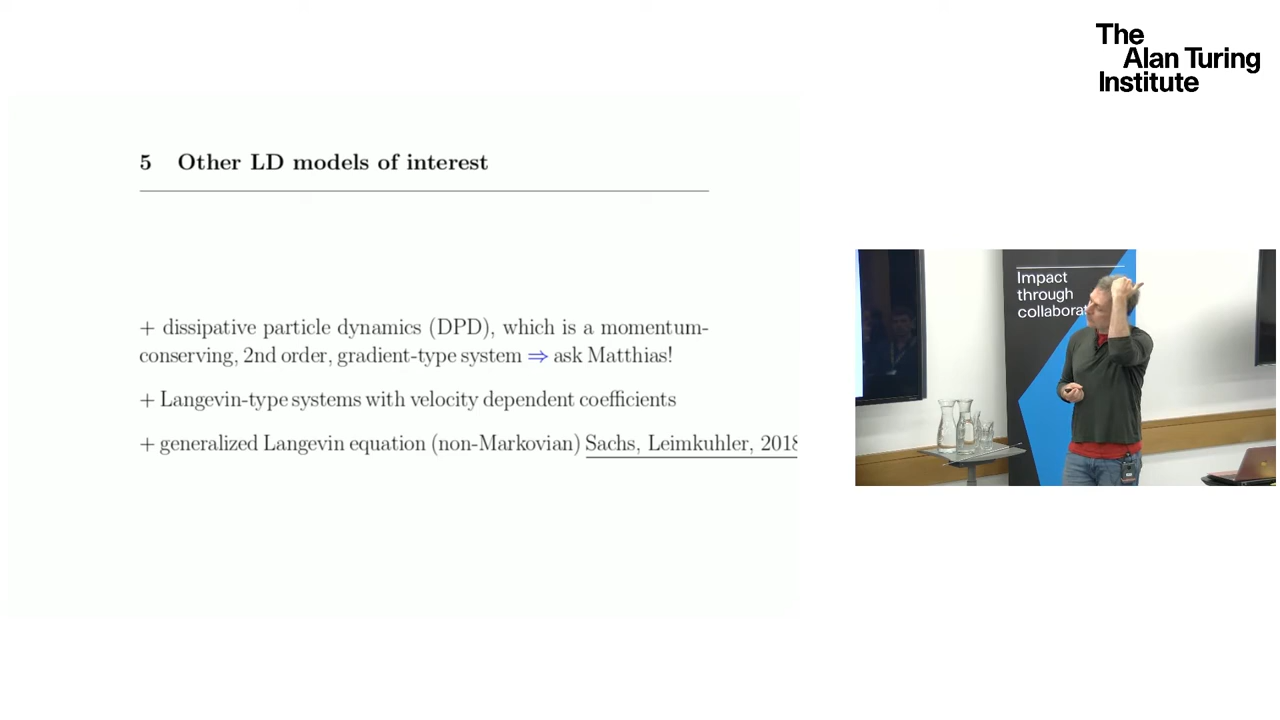 The
Alan Turing
Institute
5 Other LD models of interest
+ dissipative particle dynamics (DPD), which is a momentum-
conserving, 2nd order, gradient-type system ⇒ ask Matthias!
+ Langevin-type systems with velocity dependent coefficients
+ generalized Langevin equation (non-Markovian) Sachs, Leimkuhler, 2018
Impact
through
collabora